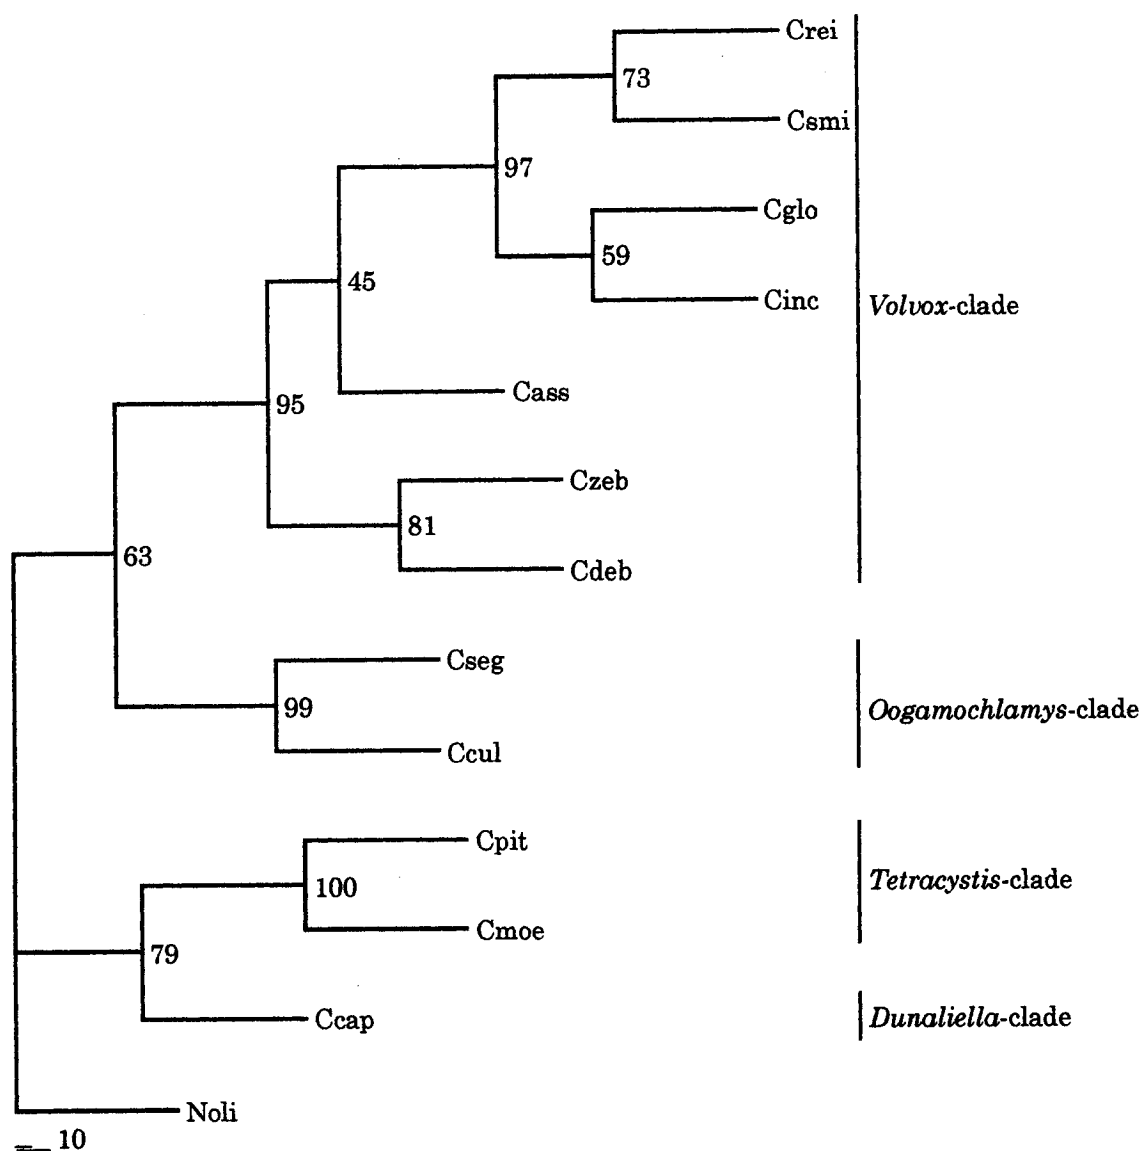 Crei
73
Csmi
97
Cglo
59
Cinc
Volvox-clade
45
Cass
95
Czeb
81
Cdeb
63
Cseg
99
Oogamochlamys-clade
Ccul
Cpit
100
Tetracystis-clade
Cmoe
79
Ccap
Dunaliella-clade
Noli
10